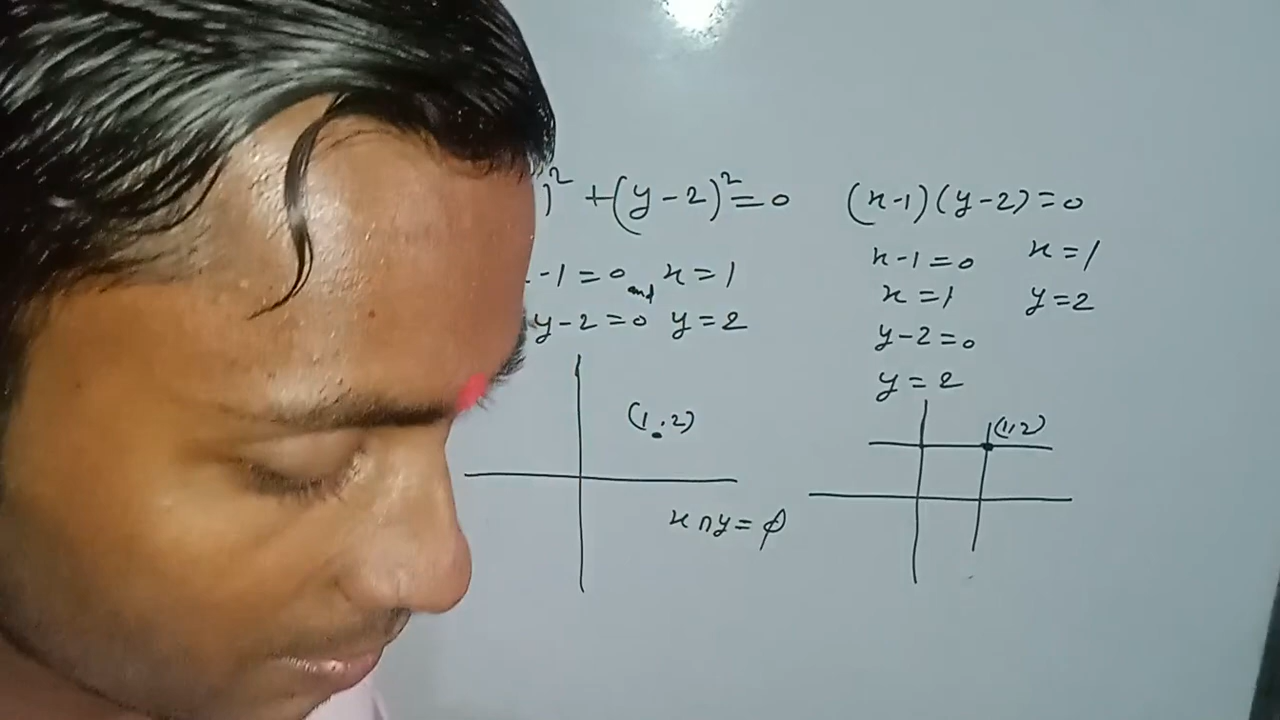 )² +(y-2)²=0
-1=0 and x=1
y-2=0 y=2
(1,2)
x∩y=φ
(x-1)(y-2)=0
x-1=0 x=1
x=1 y=2
y-2=0
y=2
(1,2)